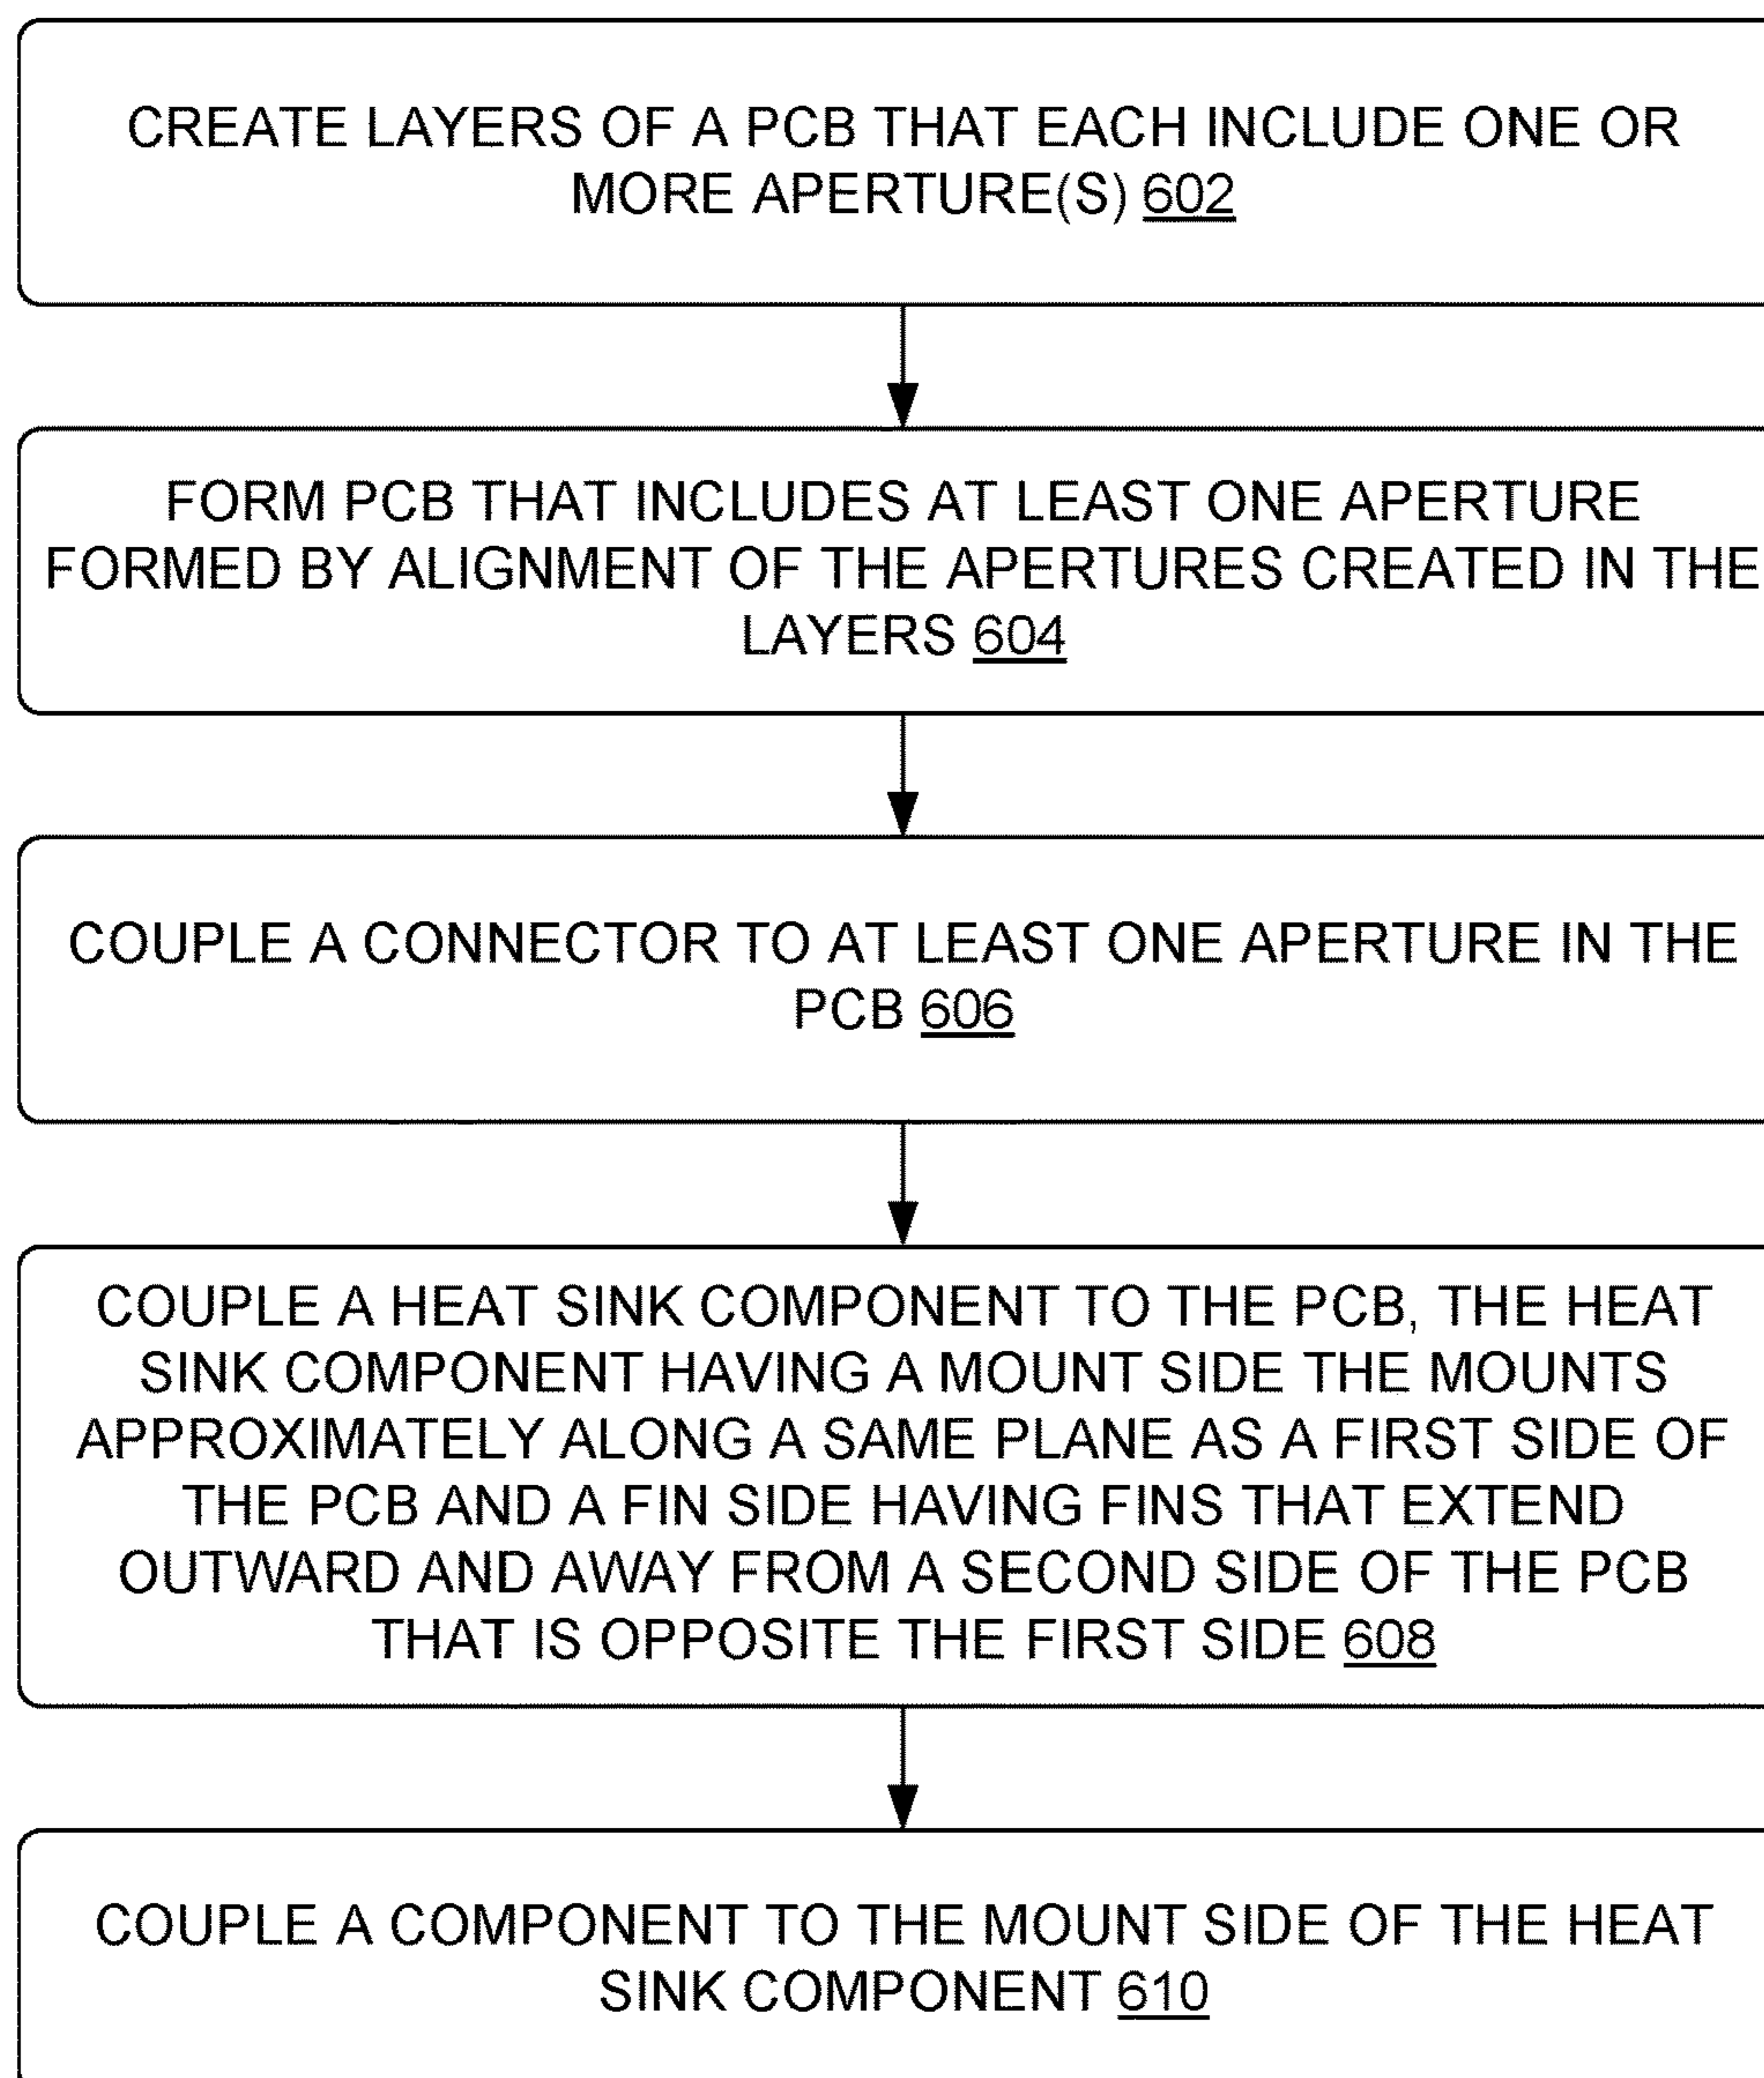 CREATE LAYERS OF A PCB THAT EACH INCLUDE ONE OR
MORE APERTURE(S) 602
FORM PCB THAT INCLUDES AT LEAST ONE APERTURE
FORMED BY ALIGNMENT OF THE APERTURES CREATED IN THE
LAYERS 604
COUPLE A CONNECTOR TO AT LEAST ONE APERTURE IN THE
PCB 606
COUPLE A HEAT SINK COMPONENT TO THE PCB, THE HEAT
SINK COMPONENT HAVING A MOUNT SIDE THE MOUNTS
APPROXIMATELY ALONG A SAME PLANE AS A FIRST SIDE OF
THE PCB AND A FIN SIDE HAVING FINS THAT EXTEND
OUTWARD AND AWAY FROM A SECOND SIDE OF THE PCB
THAT IS OPPOSITE THE FIRST SIDE 608
COUPLE A COMPONENT TO THE MOUNT SIDE OF THE HEAT
SINK COMPONENT 610